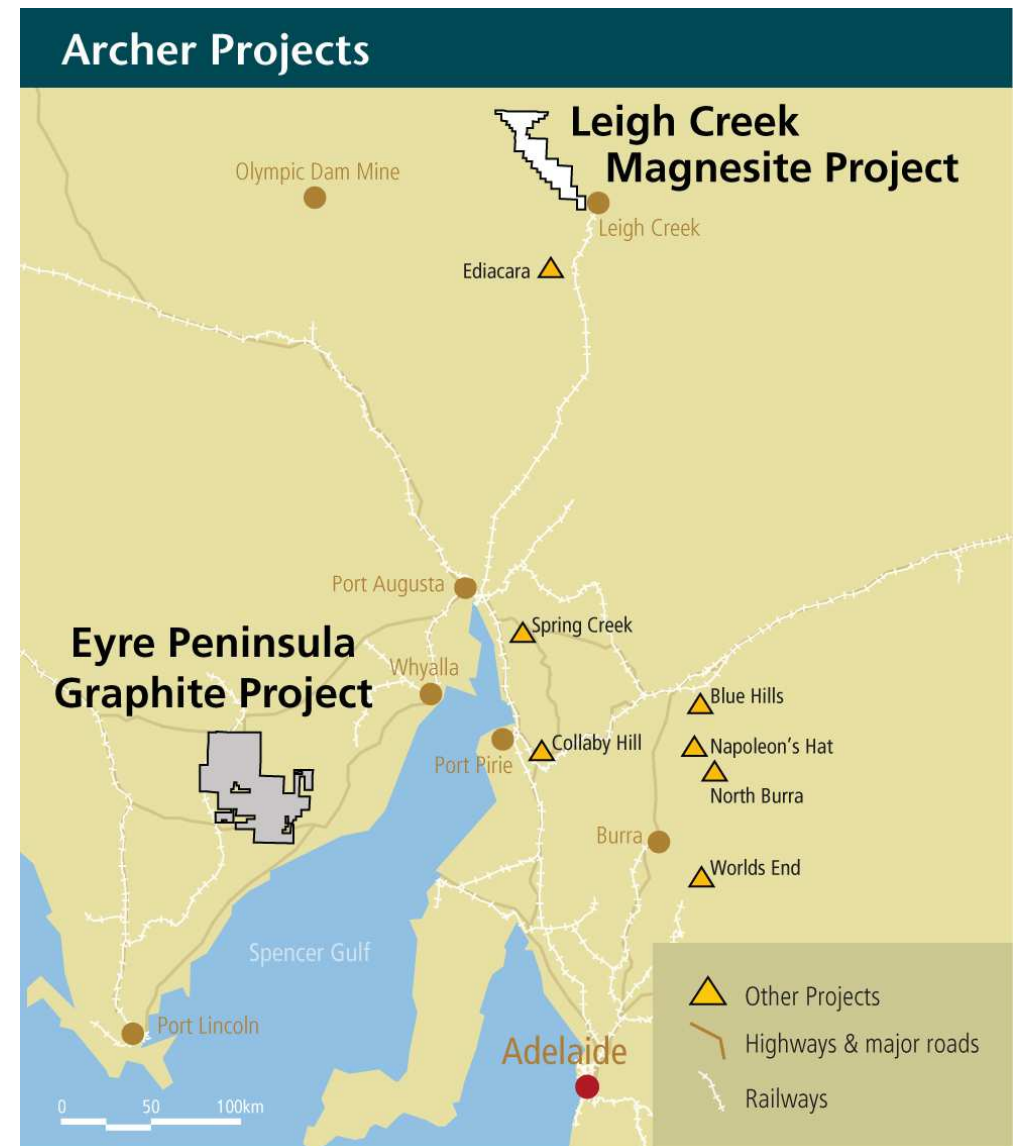 Archer Projects
Leigh Creek
Magnesite Project
Olympic Dam Mine
Leigh Creek
Ediacara
Port Augusta
Spring Creek
Eyre Peninsula
Graphite Project
Whyalla
Blue Hills
Collaby Hill
Napoleon's Hat
Port Pirie
North Burra
Burra
Worlds End
Spencer Gulf
Other Projects
Port Lincoln
Adelaide
Highways & major roads
Railways
0 50 100km